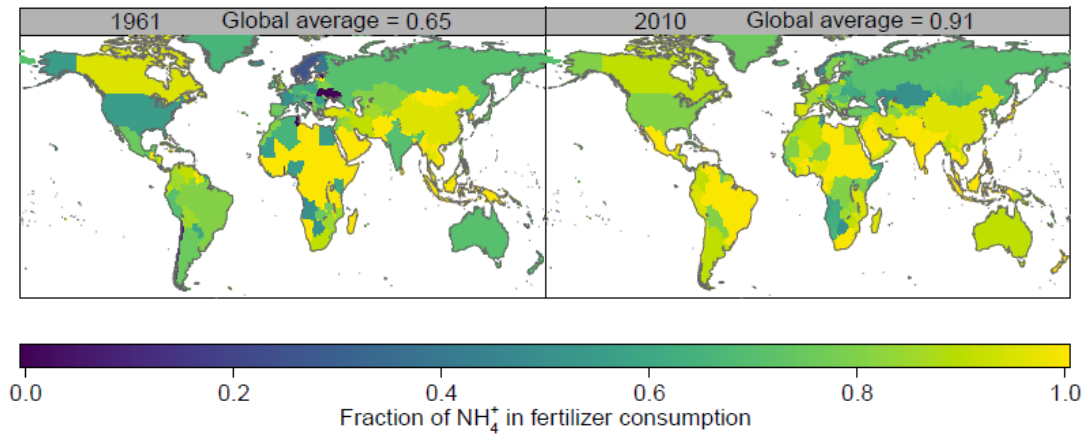 1961 Global average = 0.65
2010 Global average = 0.91
0.0 0.2 0.4 0.6 0.8 1.0
Fraction of NH₄⁺ in fertilizer consumption